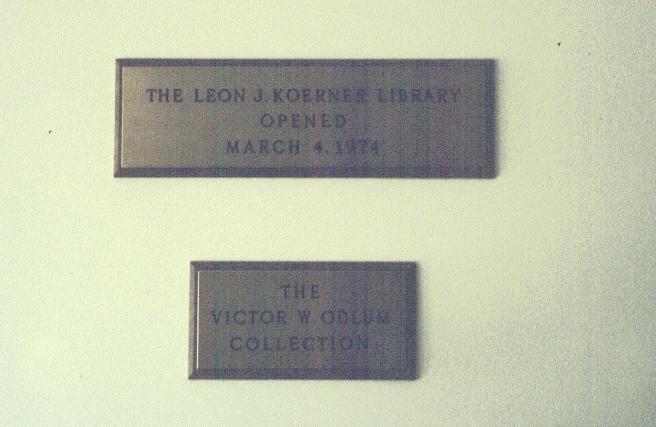 THE LEON J. KOERNER LIBRARY
OPENED
MARCH 4, 1974
THE
VICTOR W. ODLUM
COLLECTION